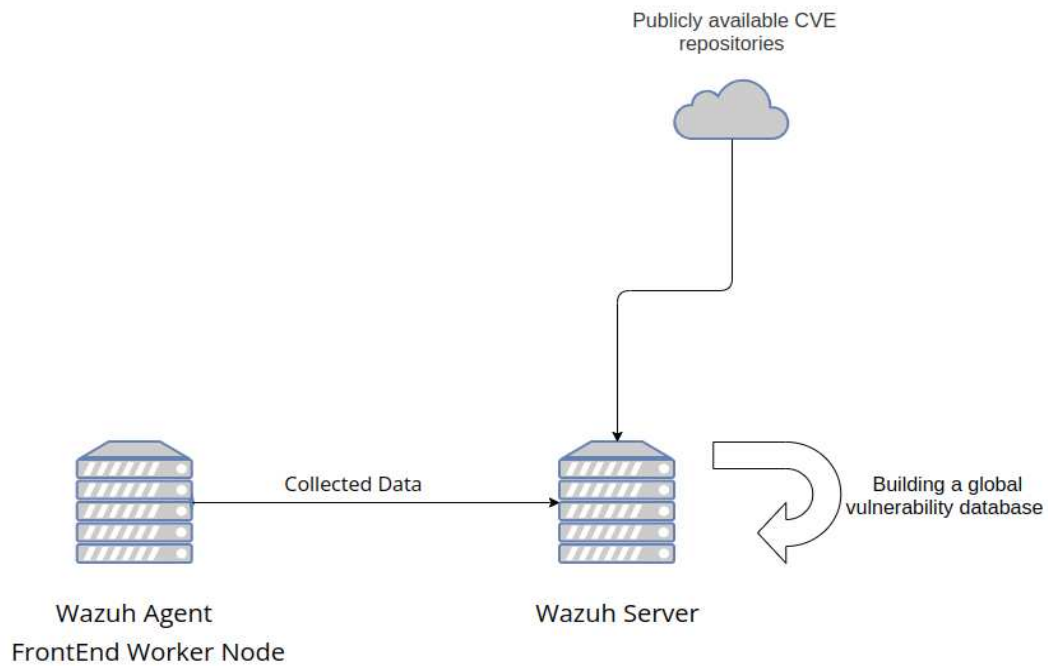 Publicly available CVE
repositories
Collected Data
Building a global
vulnerability database
Wazuh Agent
FrontEnd Worker Node
Wazuh Server